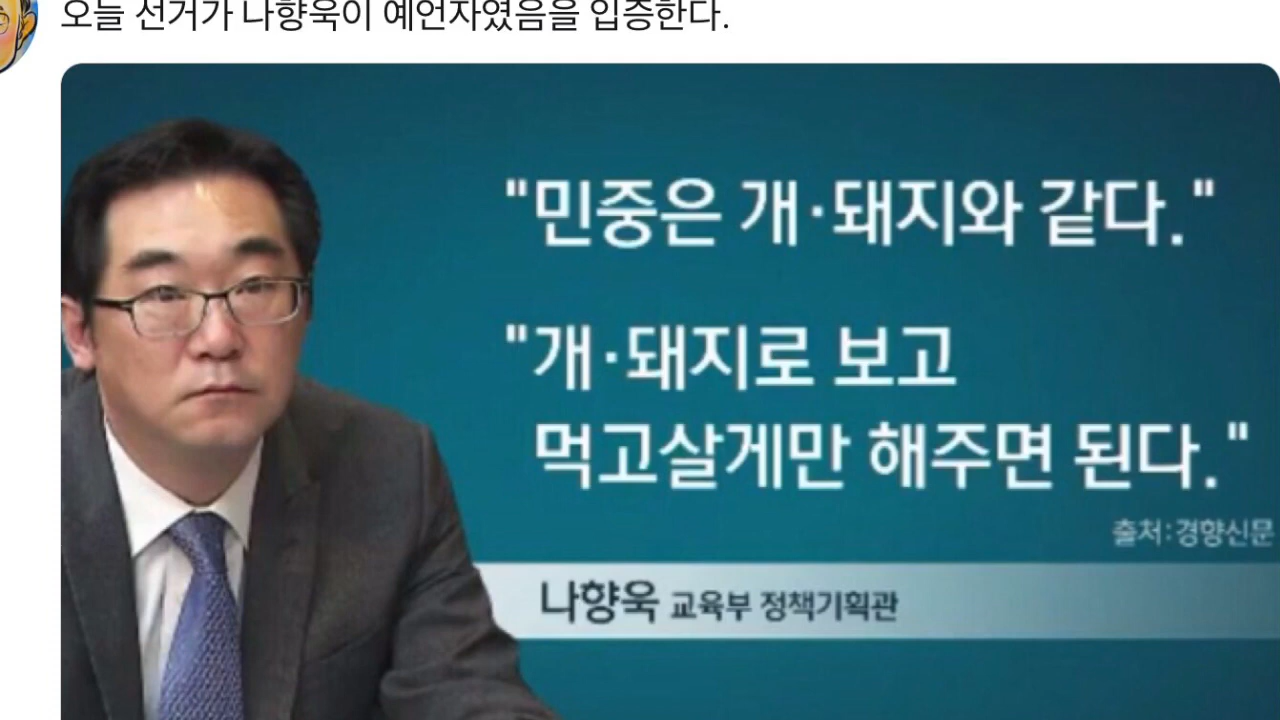 오늘 선거가 나향욱이 예언자였음을 입증한다.
"민중은 개·돼지와 같다."
"개·돼지로 보고
먹고살게만 해주면 된다."
출처:경향신문
나향욱 교육부 정책기획관